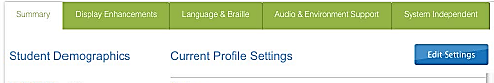 Summary Display Enhancements Language & Braille Audio & Environment Support System Independent
Student Demographics Current Profile Settings Edit Settings